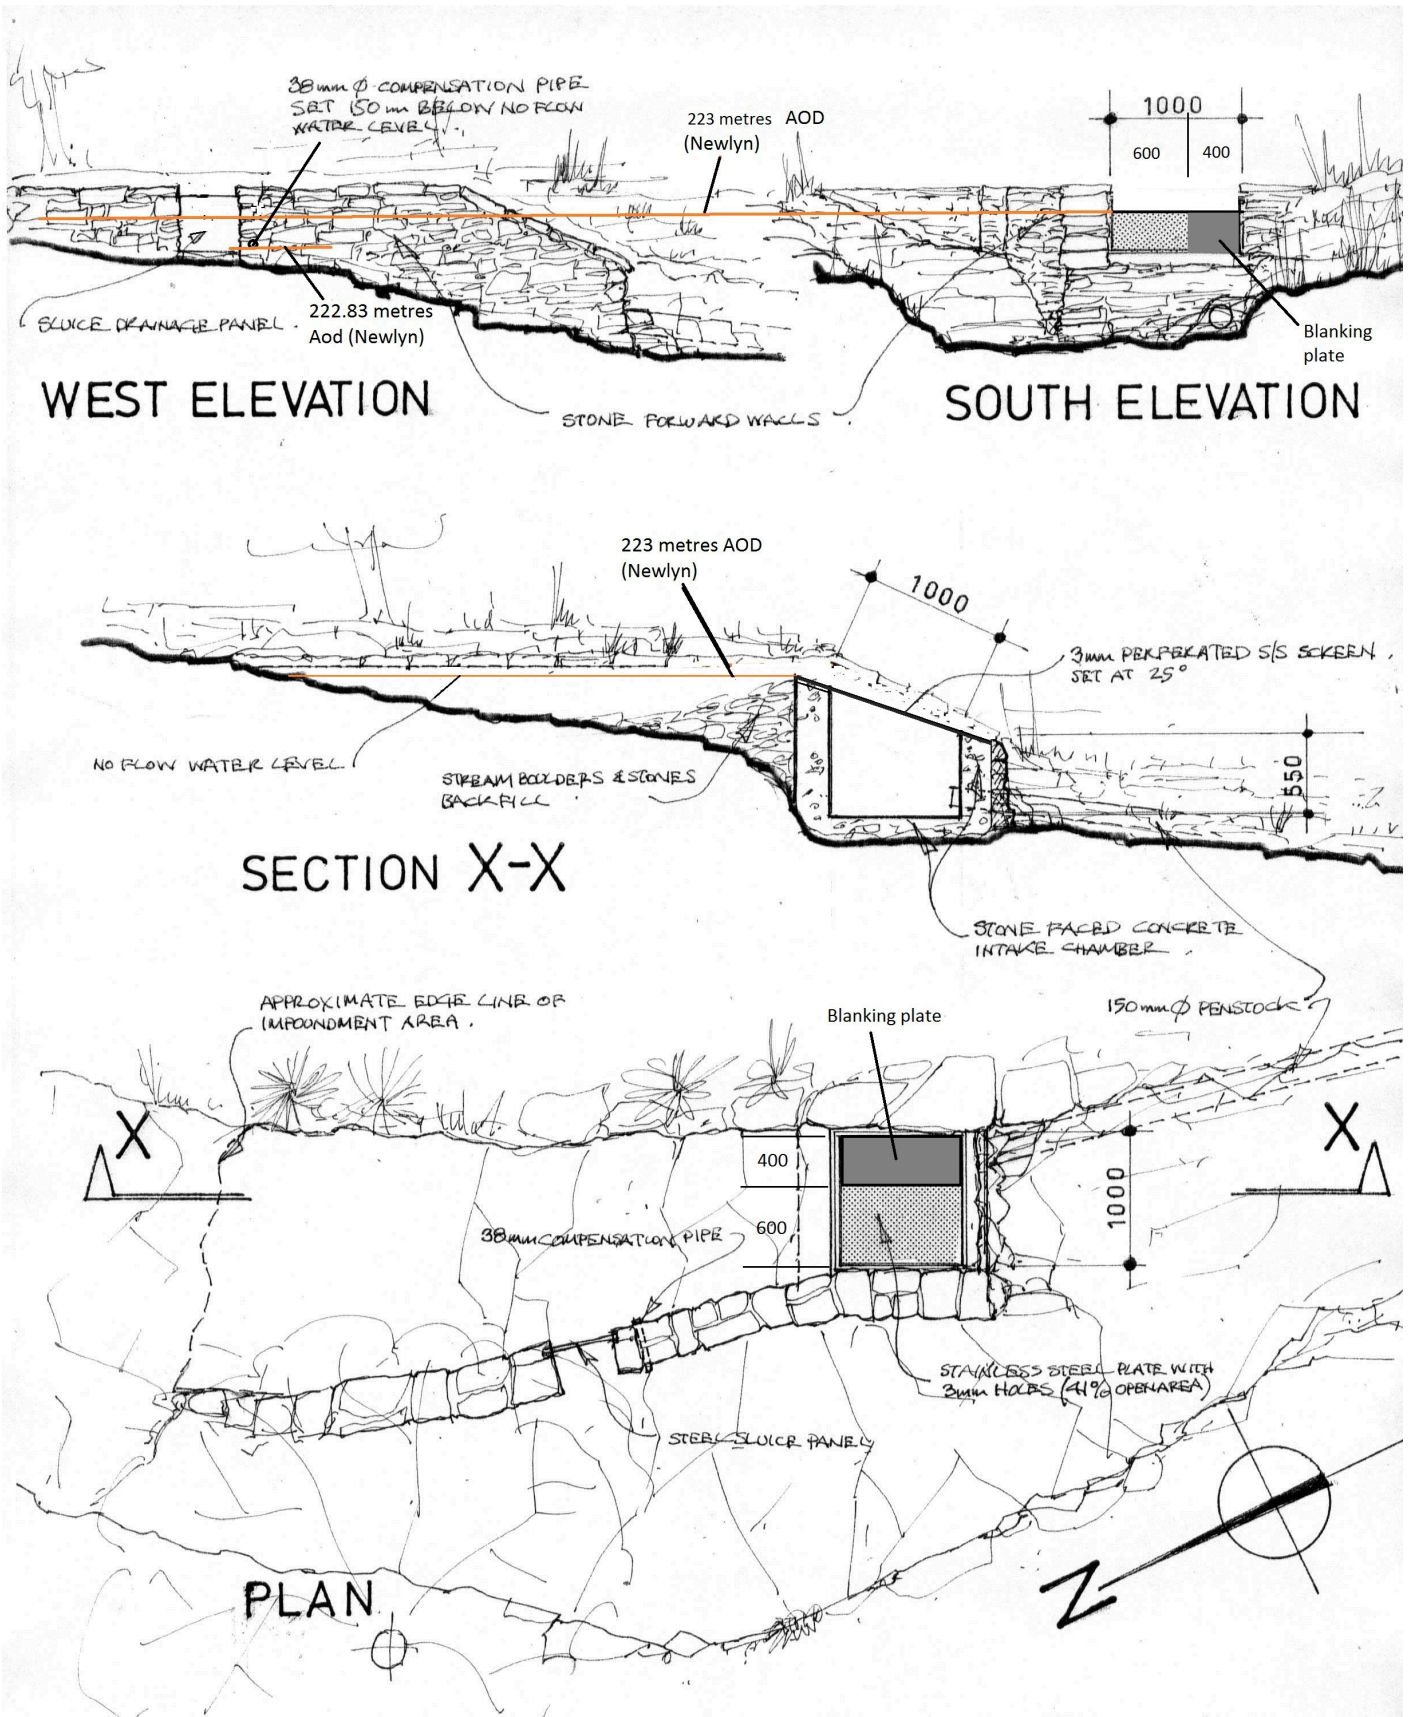 38mm Ø COMPENSATION PIPE
SET 150mm BELOW NO FLOW
WATER LEVEL.
223 metres AOD
(Newlyn)
1000
600
400
SLUICE DRAINAGE PANEL.
222.83 metres
Aod (Newlyn)
Blanking
plate
WEST ELEVATION
STONE FORWARD WALLS.
SOUTH ELEVATION
223 metres AOD
(Newlyn)
1000
3mm PERFERATED S/S SCREEN.
SET AT 25°
NO FLOW WATER LEVEL
STREAM BOULDERS & STONES
BACKFILL
550
SECTION X-X
STONE FACED CONCRETE
INTAKE CHAMBER.
APPROXIMATE EDGE LINE OF
IMPOUNDMENT AREA.
Blanking plate
150mm Ø PENSTOCK
X
X
400
600
1000
38mm COMPENSATION PIPE
STAINLESS STEEL PLATE WITH
3mm HOLES (41% OPEN AREA)
STEEL SLUICE PANEL
PLAN
N